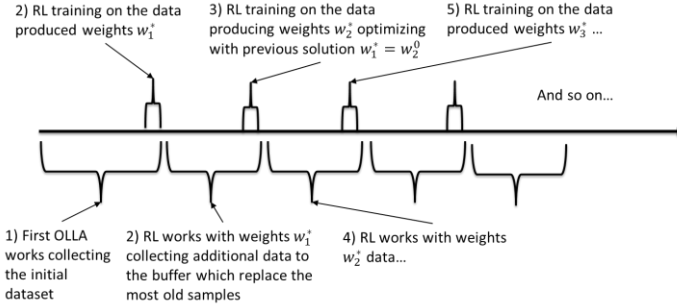 2) RL training on the data
produced weights w₁*
3) RL training on the data
producing weights w₂* optimizing
with previous solution w₁* = w₂⁰
5) RL training on the data
produced weights w₃* ...
And so on...
1) First OLLA
works collecting
the initial
dataset
2) RL works with weights w₁*
collecting additional data to
the buffer which replace the
most old samples
4) RL works with weights
w₂* data...